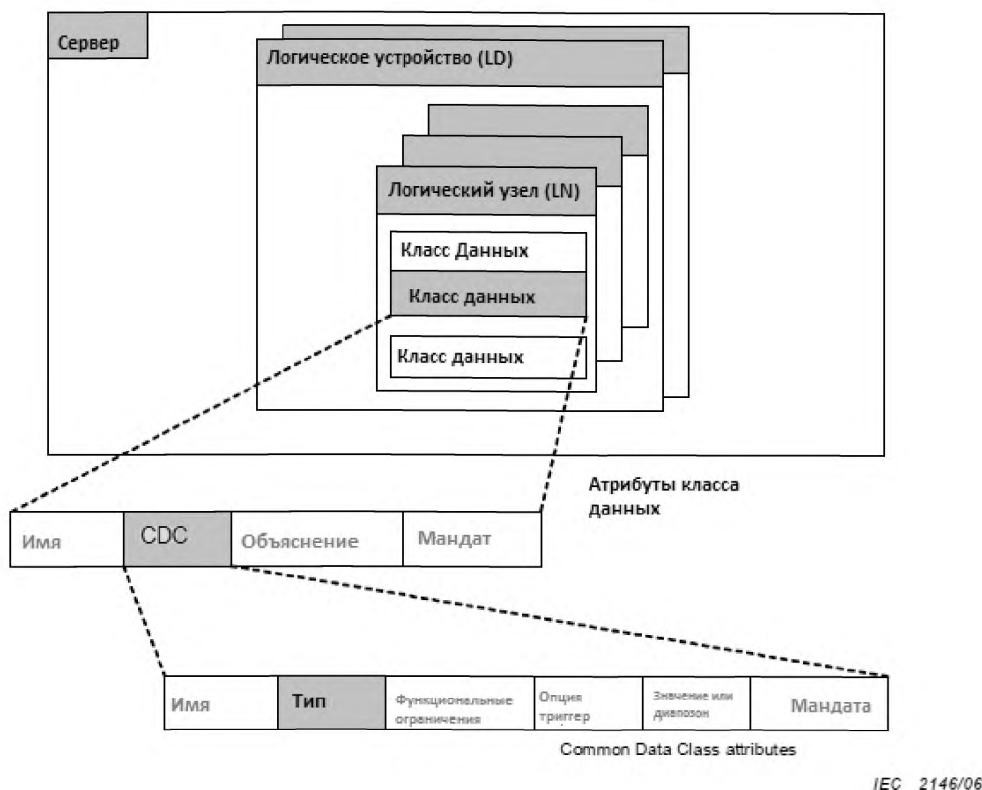 Сервер
Логическое устройство (LD)
Логический узел (LN)
Класс Данных
Класс данных
Класс данных
Атрибуты класса
данных
Имя
CDC
Объяснение
Мандат
Имя
Тип
Функциональные
ограничения
Опция
триггер
Значение или
диапозон
Мандата
Common Data Class attributes
IEC 2146/06